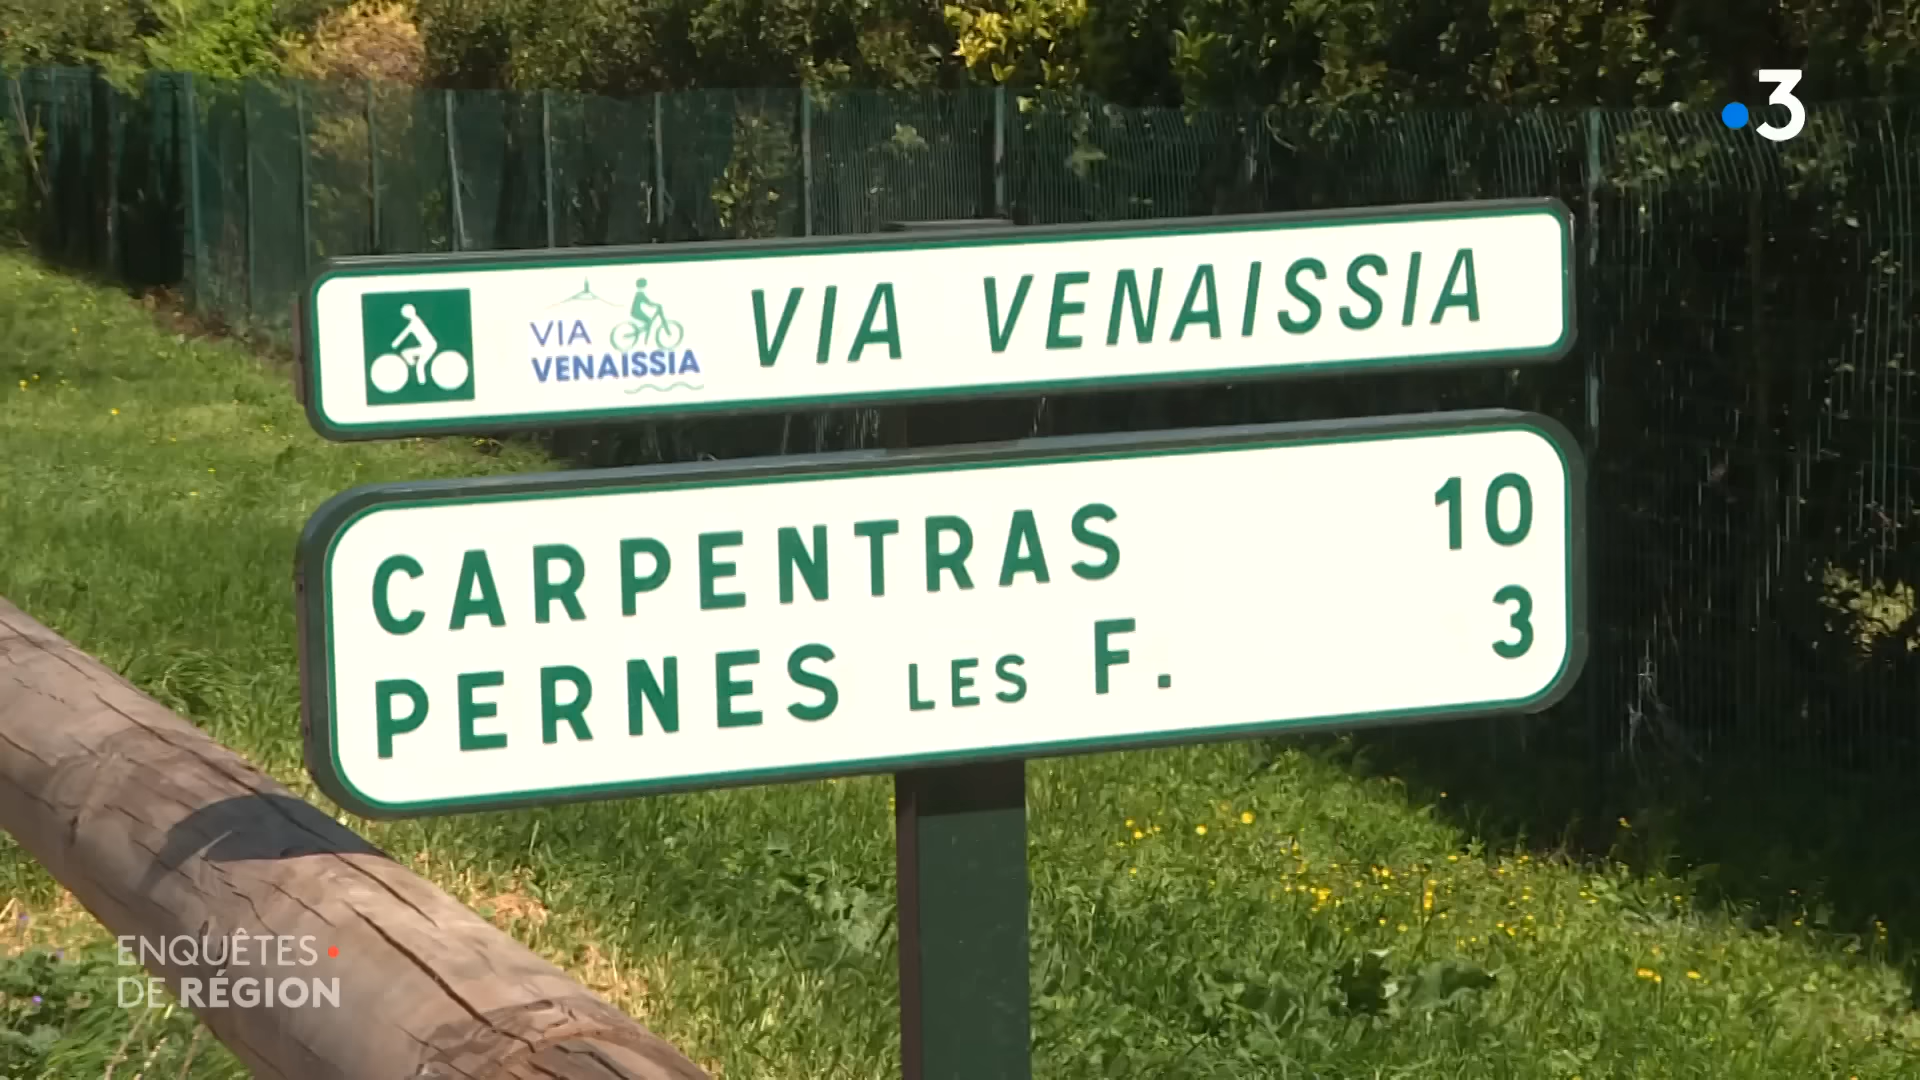 3
VIA
VENAISSIA
VIA VENAISSIA
CARPENTRAS 10
PERNES LES F. 3
ENQUÊTES
DE RÉGION